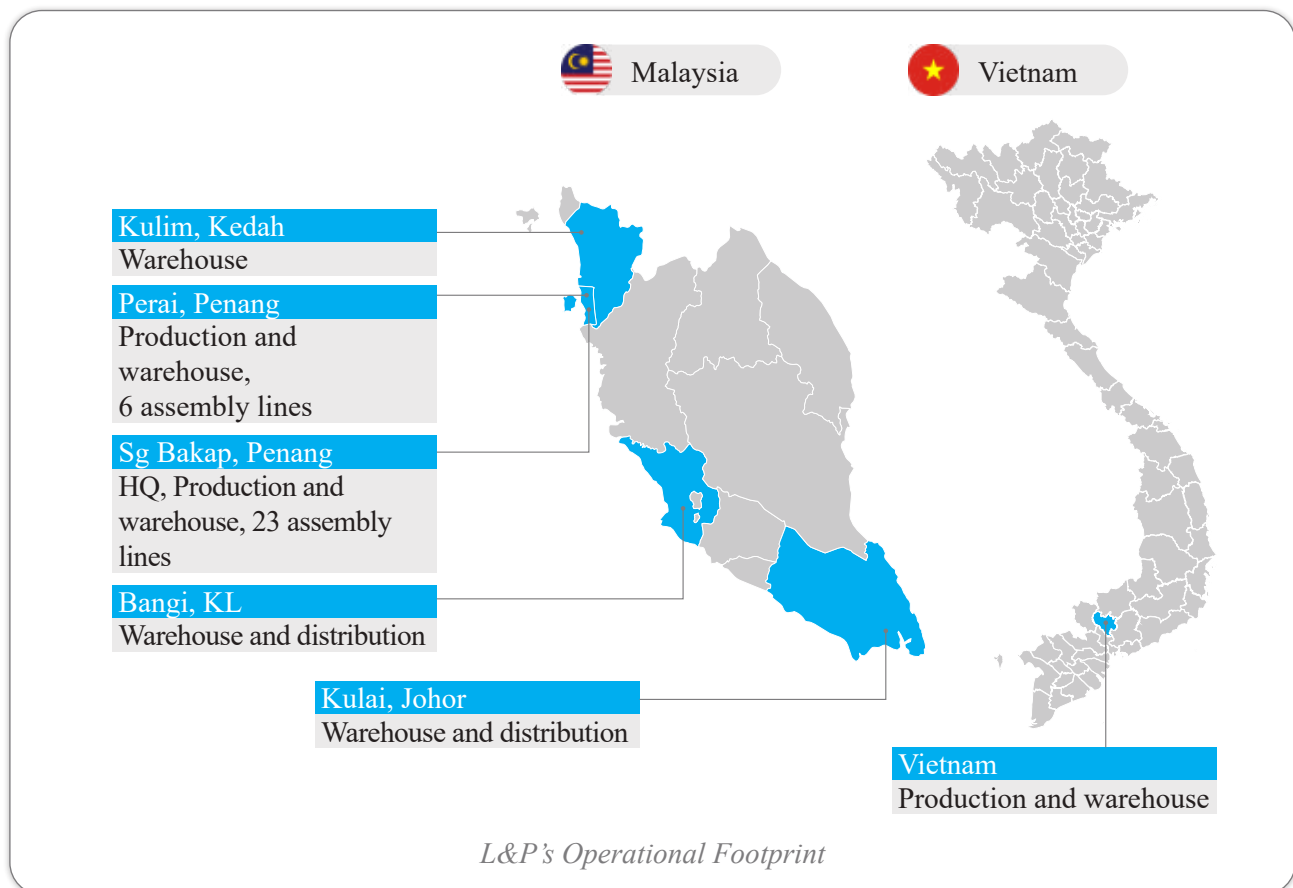 Malaysia
Vietnam
Kulim, Kedah
Warehouse
Perai, Penang
Production and
warehouse,
6 assembly lines
Sg Bakap, Penang
HQ, Production and
warehouse, 23 assembly
lines
Bangi, KL
Warehouse and distribution
Kulai, Johor
Warehouse and distribution
Vietnam
Production and warehouse
L&P’s Operational Footprint